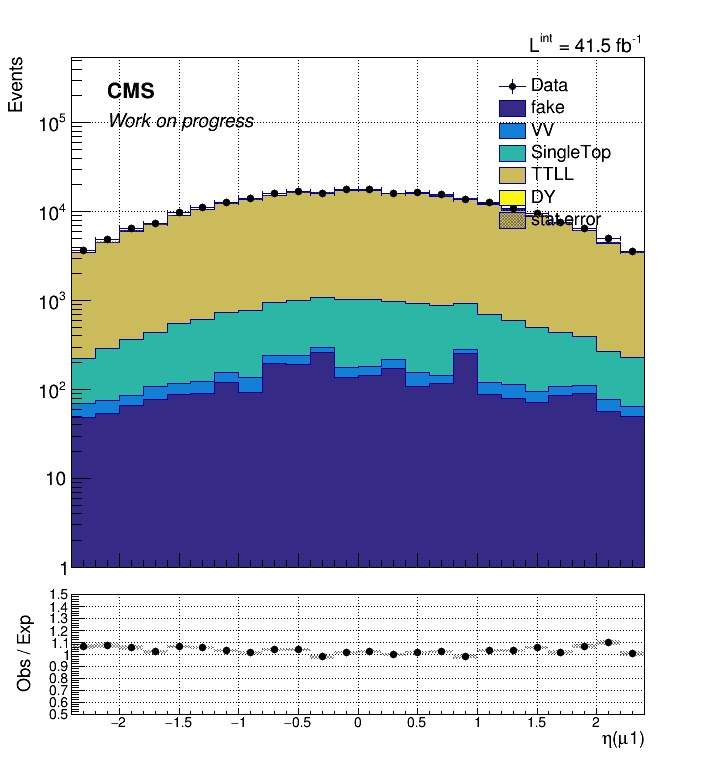 L^int = 41.5 fb^-1
Events
CMS
Work on progress
Data
fake
VV
SingleTop
TTLL
DY
stat.error
10^5
10^4
10^3
10^2
10
1
Obs / Exp
1.5
1.4
1.3
1.2
1.1
1
0.9
0.8
0.7
0.6
0.5
−2 −1.5 −1 −0.5 0 0.5 1 1.5 2
η(μ1)